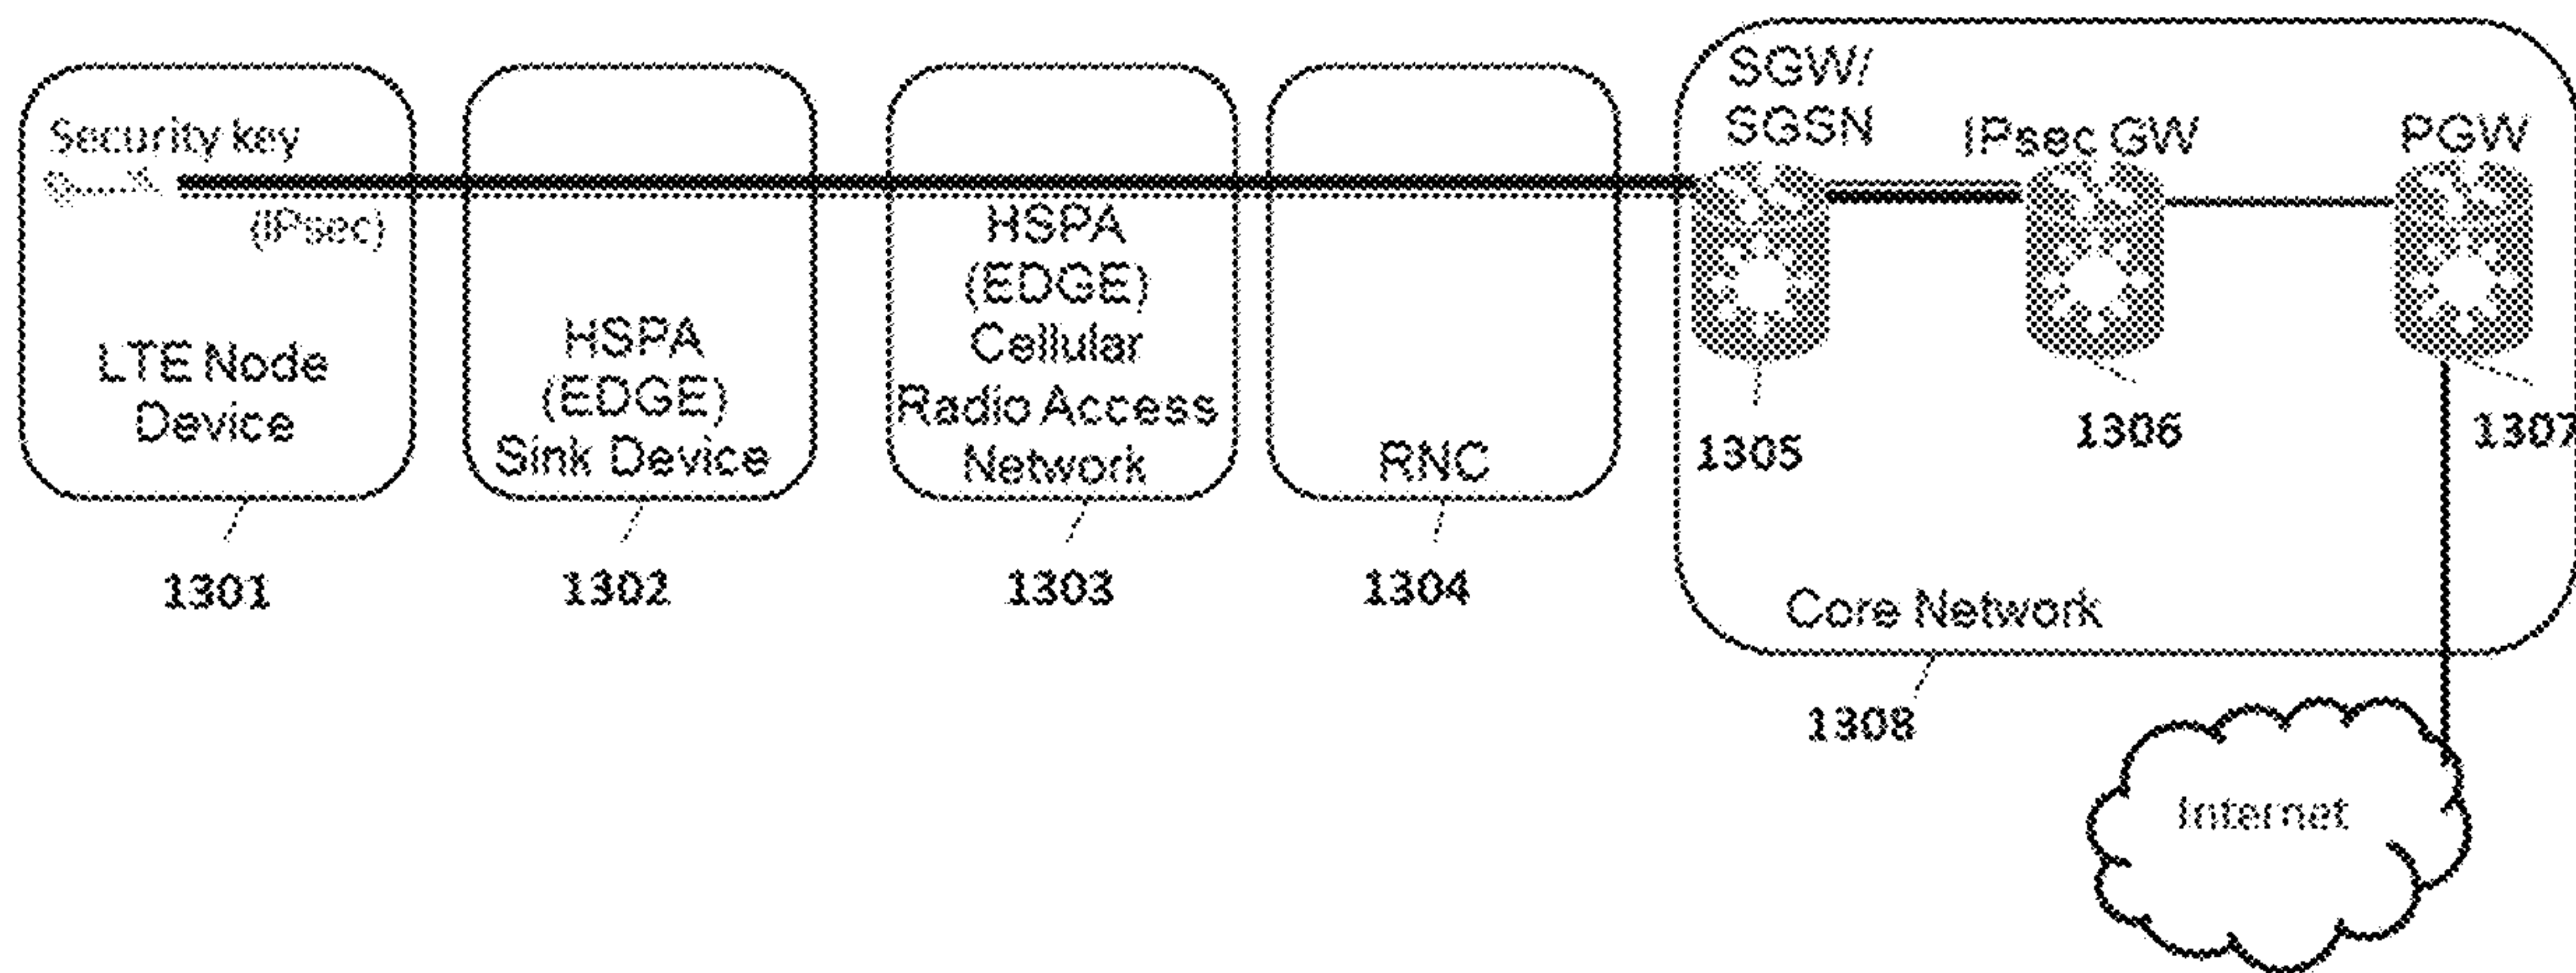 Security key
(IPsec)
LTE Node
Device
1301
HSPA
(EDGE)
Sink Device
1302
HSPA
(EDGE)
Cellular
Radio Access
Network
1303
RNC
1304
SGW/
SGSN
1305
IPsec GW
1306
PGW
1307
Core Network
1308
Internet